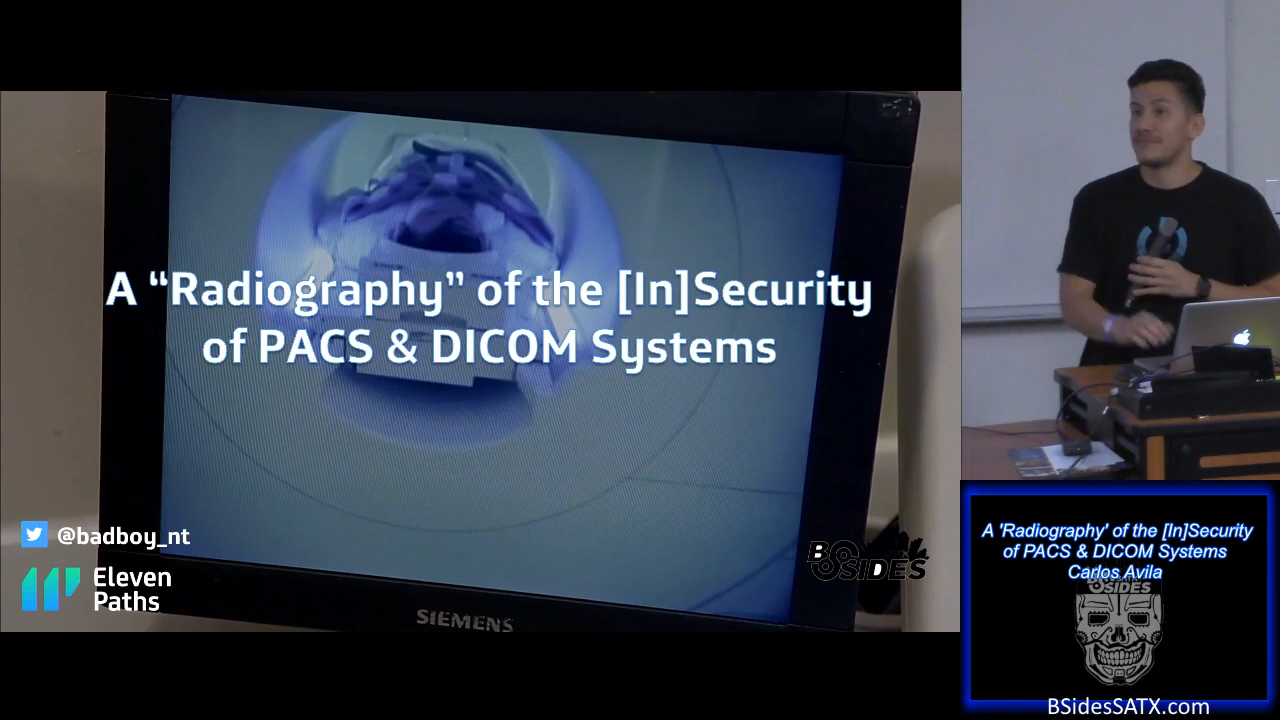 A “Radiography” of the [In]Security
of PACS & DICOM Systems
@badboy_nt
Eleven
Paths
BSIDES
SIEMENS
A 'Radiography' of the [In]Security
of PACS & DICOM Systems
Carlos Avila
BSIDES
BSidesSATX.com